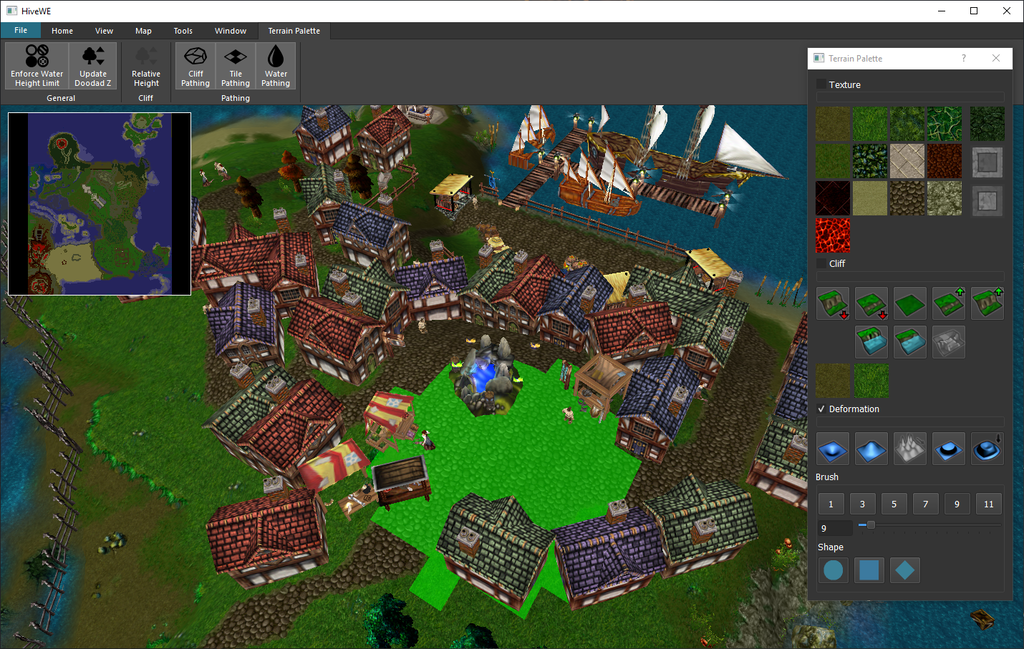 HiveWE
File Home View Map Tools Window Terrain Palette
Enforce Water Height Limit
Update Doodad Z
Relative Height
Cliff Pathing
Tile Pathing
Water Pathing
General Cliff Pathing
Terrain Palette ?
Texture
Cliff
Deformation
Brush
1 3 5 7 9 11
9
Shape